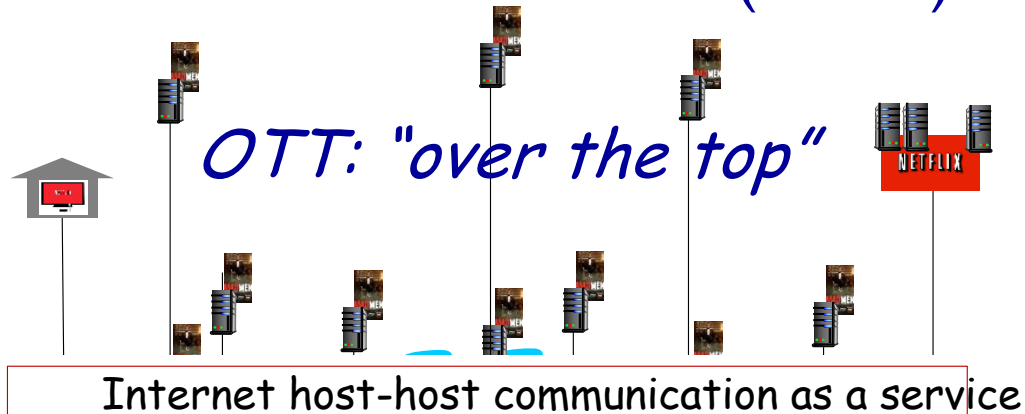 OTT: "over the top"
NETFLIX
Internet host-host communication as a service